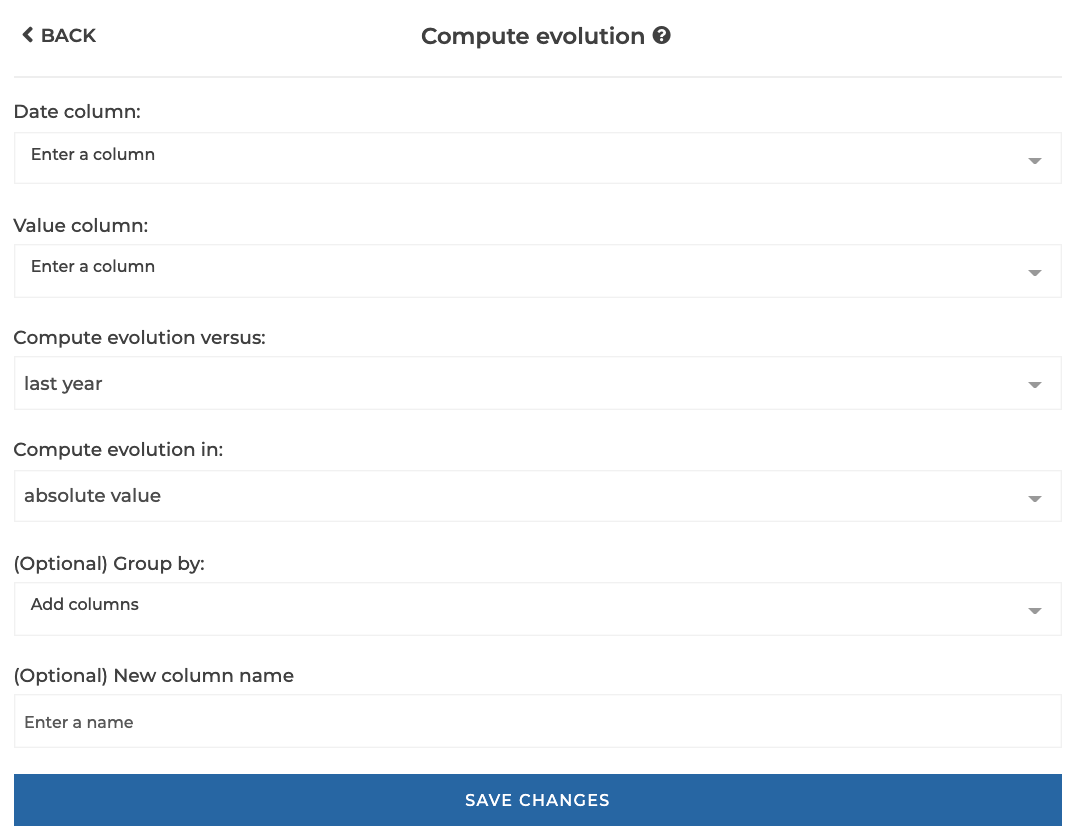 BACK
Compute evolution
Date column:
Enter a column
Value column:
Enter a column
Compute evolution versus:
last year
Compute evolution in:
absolute value
(Optional) Group by:
Add columns
(Optional) New column name
Enter a name
SAVE CHANGES